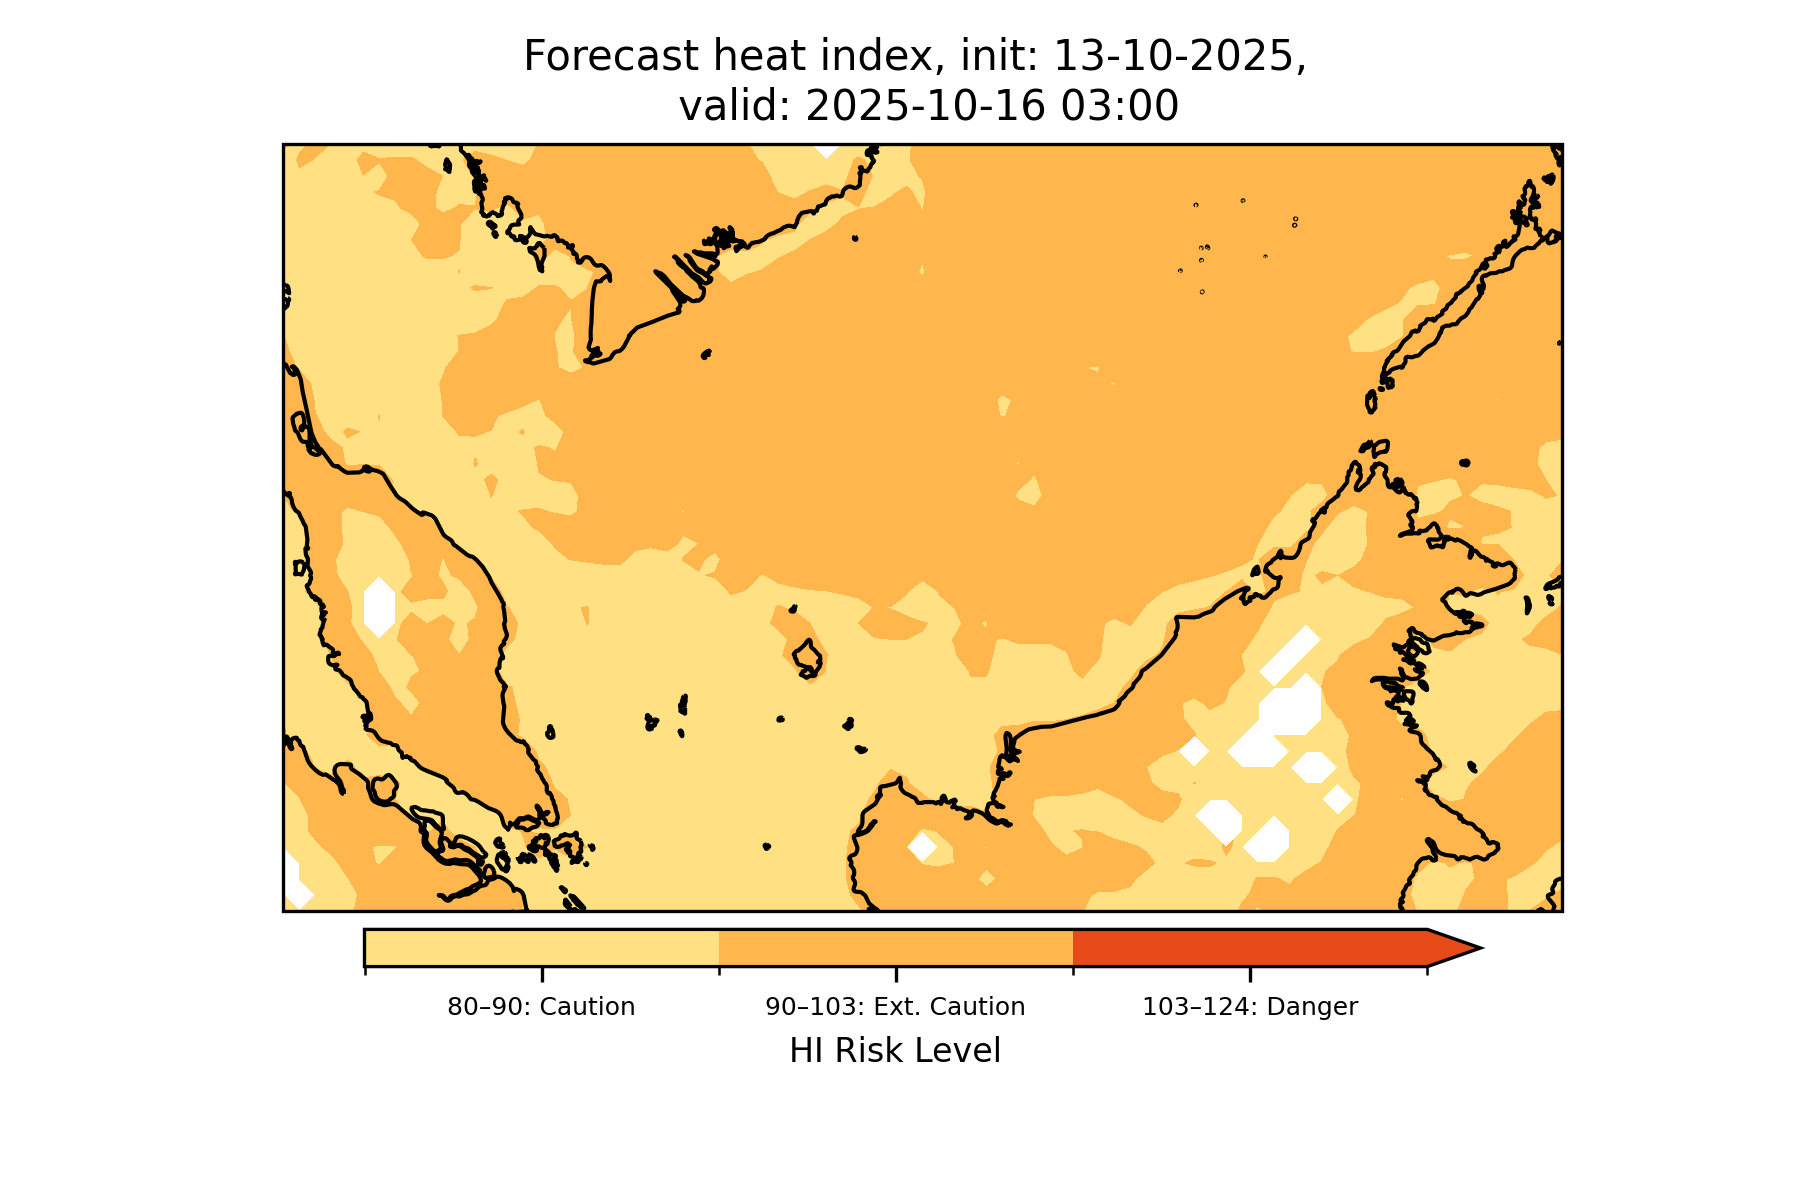 Forecast heat index, init: 13-10-2025,
valid: 2025-10-16 03:00
80–90: Caution
90–103: Ext. Caution
103–124: Danger
HI Risk Level